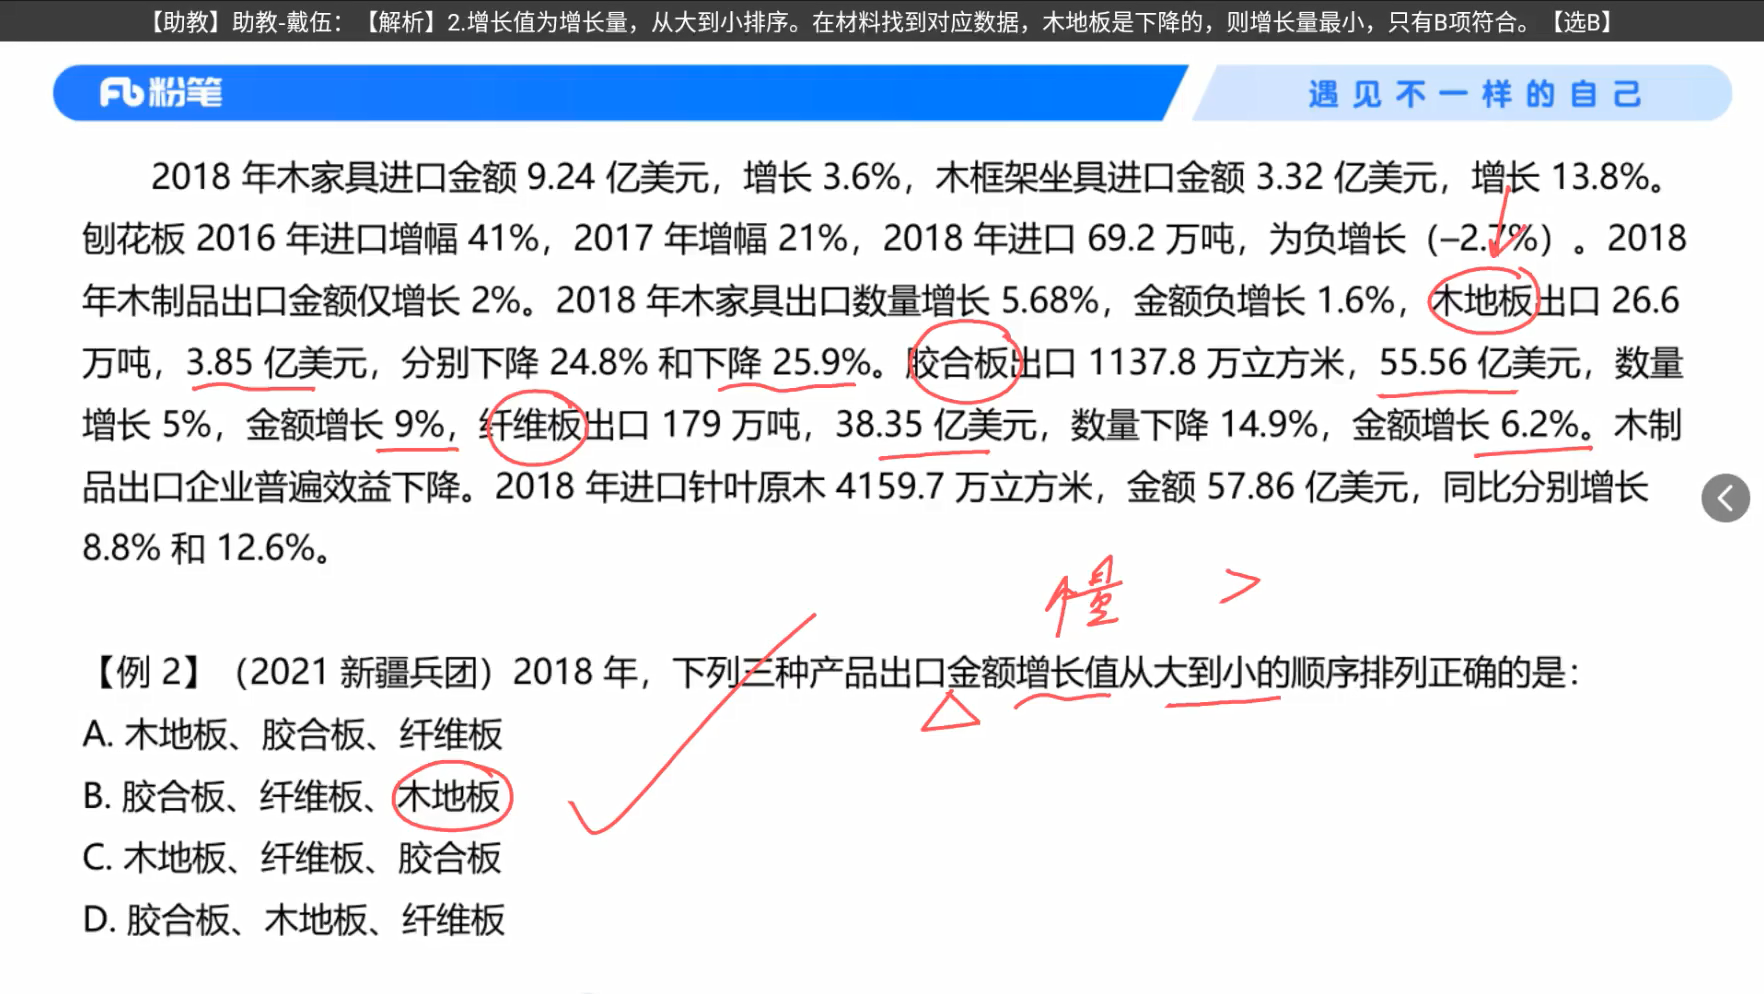 【助教】助教-戴伍：【解析】2.增长值为增长量，从大到小排序。在材料找到对应数据，木地板是下降的，则增长量最小，只有B项符合。【选B】
粉笔
遇见不一样的自己
2018 年木家具进口金额 9.24 亿美元，增长 3.6%，木框架坐具进口金额 3.32 亿美元，增长 13.8%。
刨花板 2016 年进口增幅 41%，2017 年增幅 21%，2018 年进口 69.2 万吨，为负增长（–2.7%）。2018
年木制品出口金额仅增长 2%。2018 年木家具出口数量增长 5.68%，金额负增长 1.6%，木地板出口 26.6
万吨，3.85 亿美元，分别下降 24.8% 和下降 25.9%。胶合板出口 1137.8 万立方米，55.56 亿美元，数量
增长 5%，金额增长 9%，纤维板出口 179 万吨，38.35 亿美元，数量下降 14.9%，金额增长 6.2%。木制
品出口企业普遍效益下降。2018 年进口针叶原木 4159.7 万立方米，金额 57.86 亿美元，同比分别增长
8.8% 和 12.6%。
量 >
【例 2】（2021 新疆兵团）2018 年，下列三种产品出口金额增长值从大到小的顺序排列正确的是：
A. 木地板、胶合板、纤维板
B. 胶合板、纤维板、木地板
C. 木地板、纤维板、胶合板
D. 胶合板、木地板、纤维板